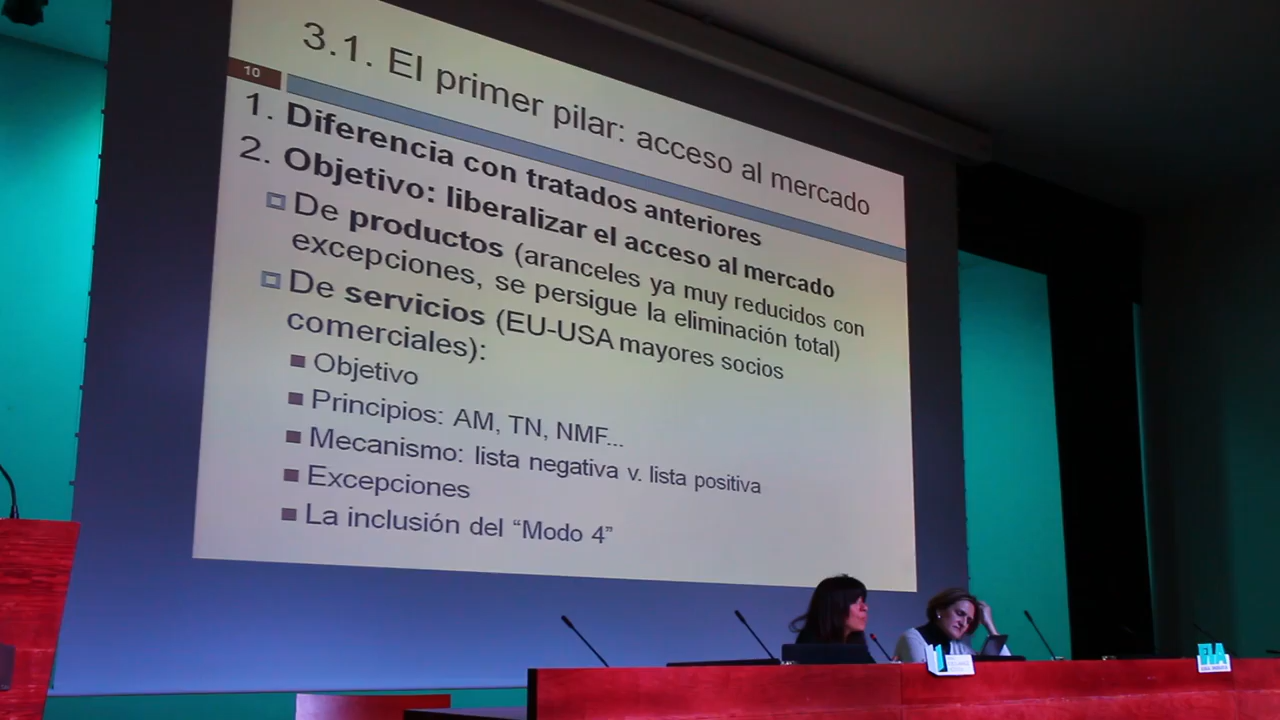 3.1. El primer pilar: acceso al mercado
10
1. Diferencia con tratados anteriores
2. Objetivo: liberalizar el acceso al mercado
De productos (aranceles ya muy reducidos con
excepciones, se persigue la eliminación total)
De servicios (EU-USA mayores socios
comerciales):
Objetivo
Principios: AM, TN, NMF...
Mecanismo: lista negativa v. lista positiva
Excepciones
La inclusión del “Modo 4”